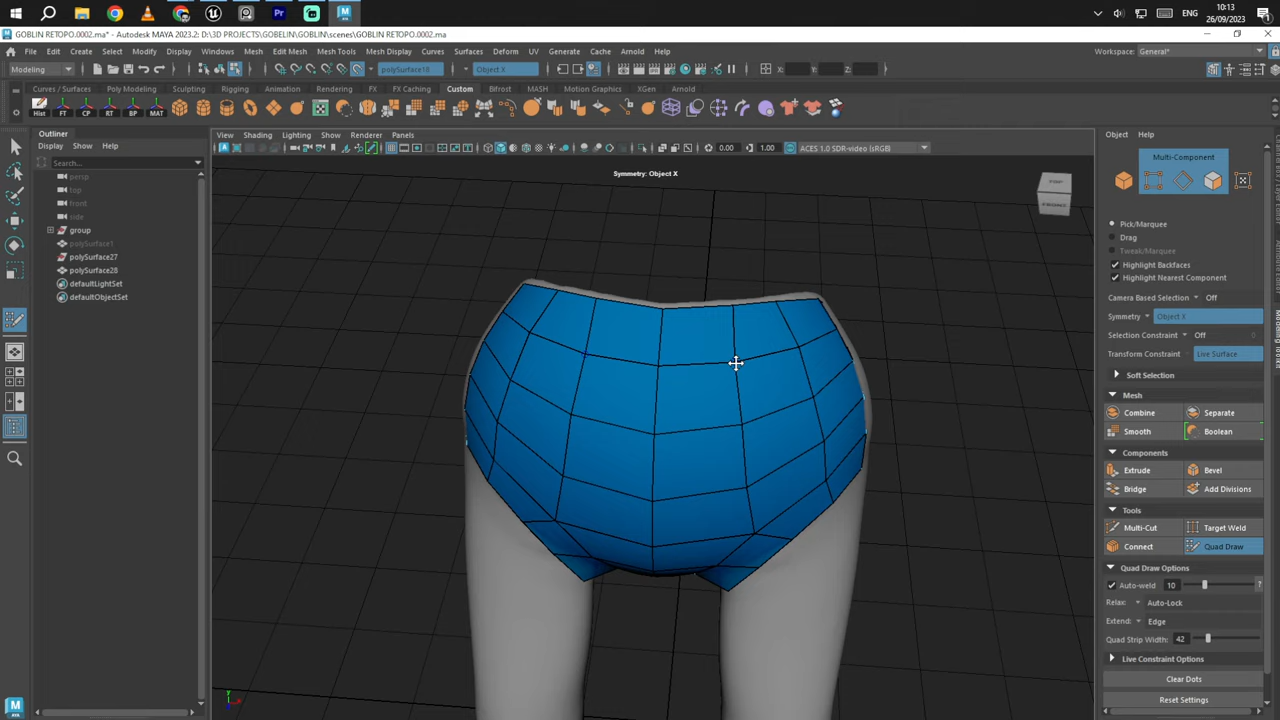 ENG
10:13
26/09/2023
GOBLIN RETOPO.0002.ma* - Autodesk MAYA 2023.2: D:\3D PROJECTS\GOBELIN\GOBLIN\scenes\GOBLIN RETOPO.0002.ma
File Edit Create Select Modify Display Windows Mesh Edit Mesh Mesh Tools Mesh Display Curves Surfaces Deform UV Generate Cache Arnold Help
Workspace: General*
Modeling polySurface18 Object X X: Y: Z:
Curves / Surfaces Poly Modeling Sculpting Rigging Animation Rendering FX FX Caching Custom Bifrost MASH Motion Graphics XGen Arnold
Hist FT CP RT BP MAT
Outliner
Display Show Help
Search...
persp
top
front
side
group
polySurface1
polySurface27
polySurface28
defaultLightSet
defaultObjectSet
View Shading Lighting Show Renderer Panels
0.00 1.00 ACES 1.0 SDR-video (sRGB)
Symmetry: Object X
Object Help
Multi-Component
Pick/Marquee
Drag
Tweak/Marquee
Highlight Backfaces
Highlight Nearest Component
Camera Based Selection Off
Symmetry Object X
Selection Constraint Off
Transform Constraint Live Surface
Soft Selection
Mesh
Combine Separate
Smooth Boolean
Components
Extrude Bevel
Bridge Add Divisions
Tools
Multi-Cut Target Weld
Connect Quad Draw
Quad Draw Options
Auto-weld 10
Relax: Auto-Lock
Extend: Edge
Quad Strip Width: 42
Live Constraint Options
Clear Dots
Reset Settings